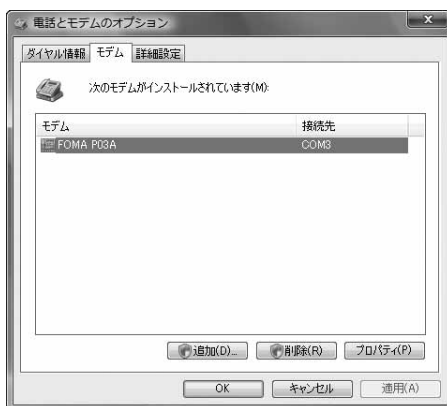 電話とモデムのオプション
ダイヤル情報 モデム 詳細設定
次のモデムがインストールされています(M):
モデム 接続先
FOMA P03A COM3
追加(D)... 削除(R) プロパティ(P)
OK キャンセル 適用(A)